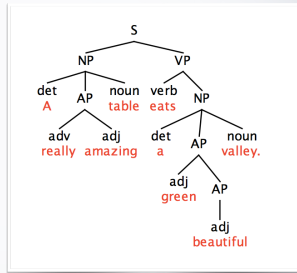 S
NP VP
det AP noun verb NP
A table eats
adv adj det AP noun
really amazing a valley.
adj AP
green
adj
beautiful